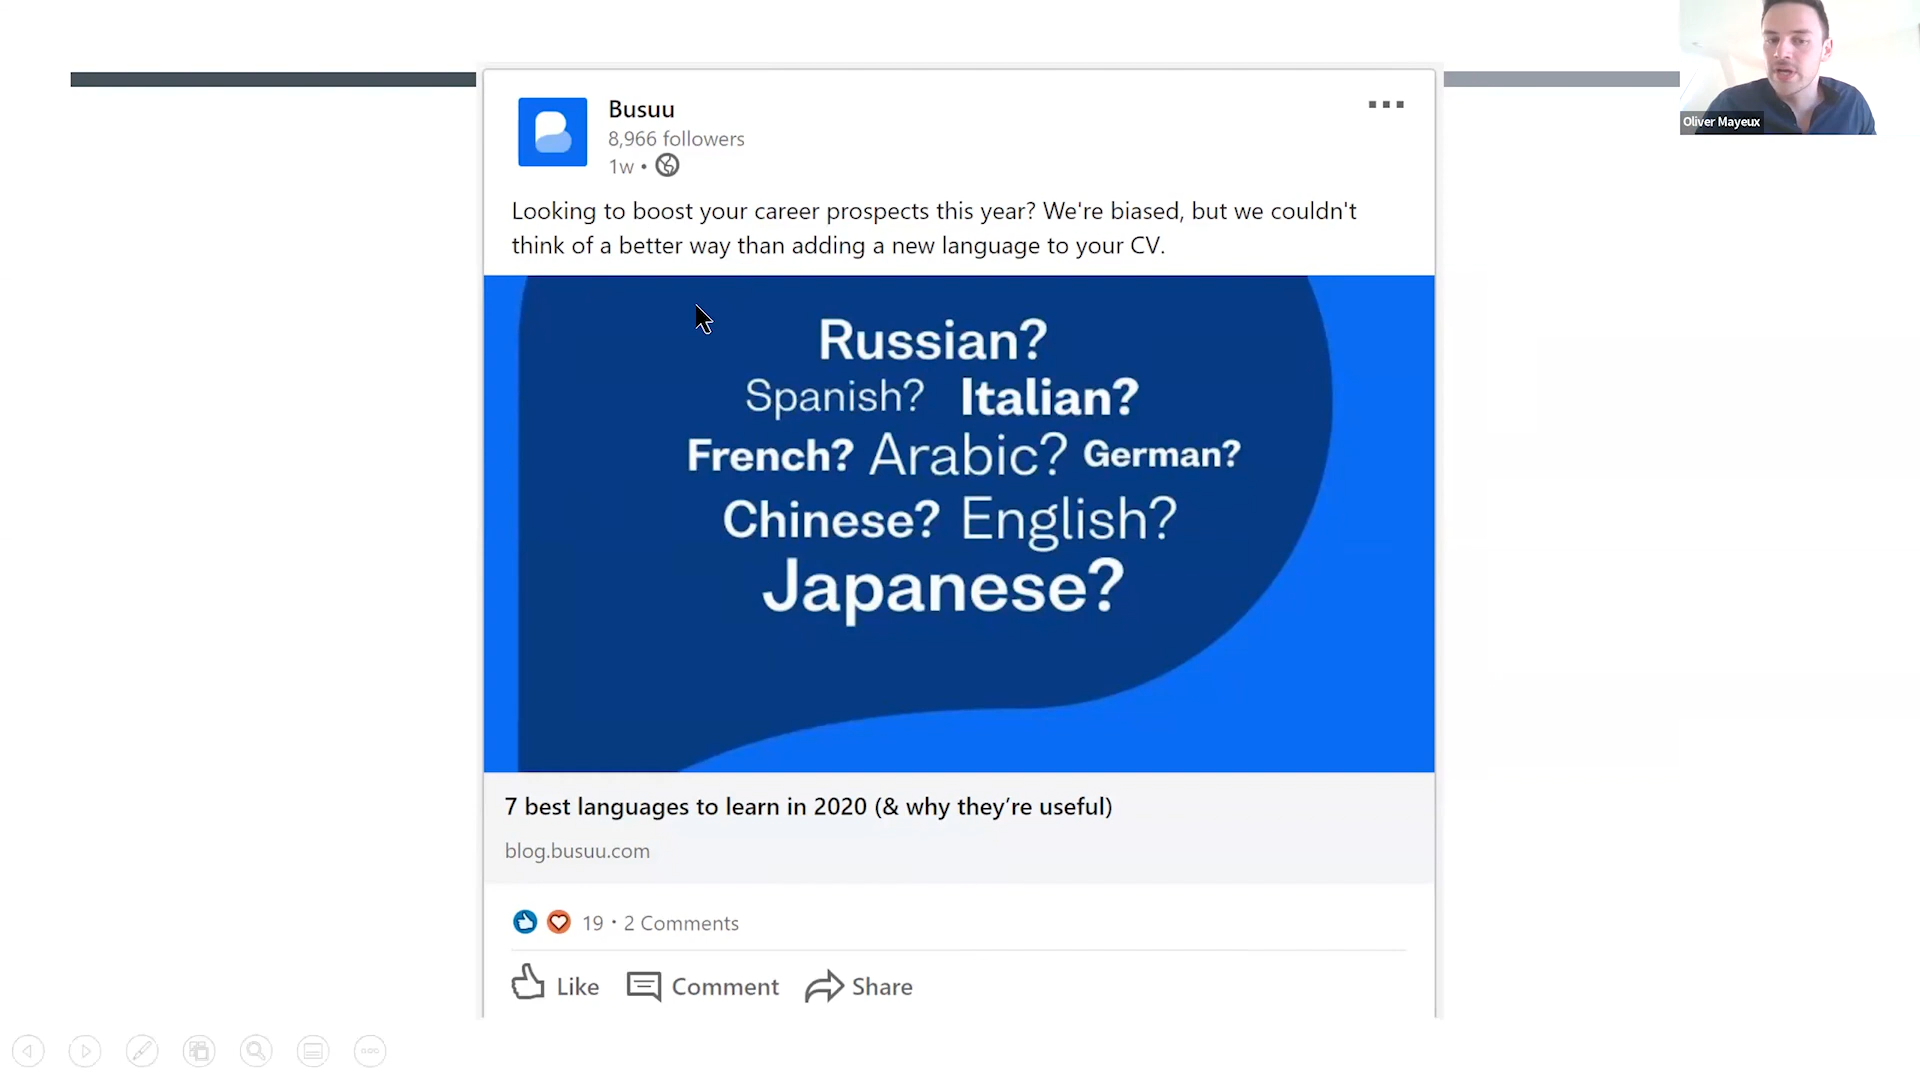 Busuu
8,966 followers
1w •
Looking to boost your career prospects this year? We're biased, but we couldn't
think of a better way than adding a new language to your CV.
Russian?
Spanish? Italian?
French? Arabic? German?
Chinese? English?
Japanese?
7 best languages to learn in 2020 (& why they’re useful)
blog.busuu.com
19 • 2 Comments
Like Comment Share
Oliver Mayeux